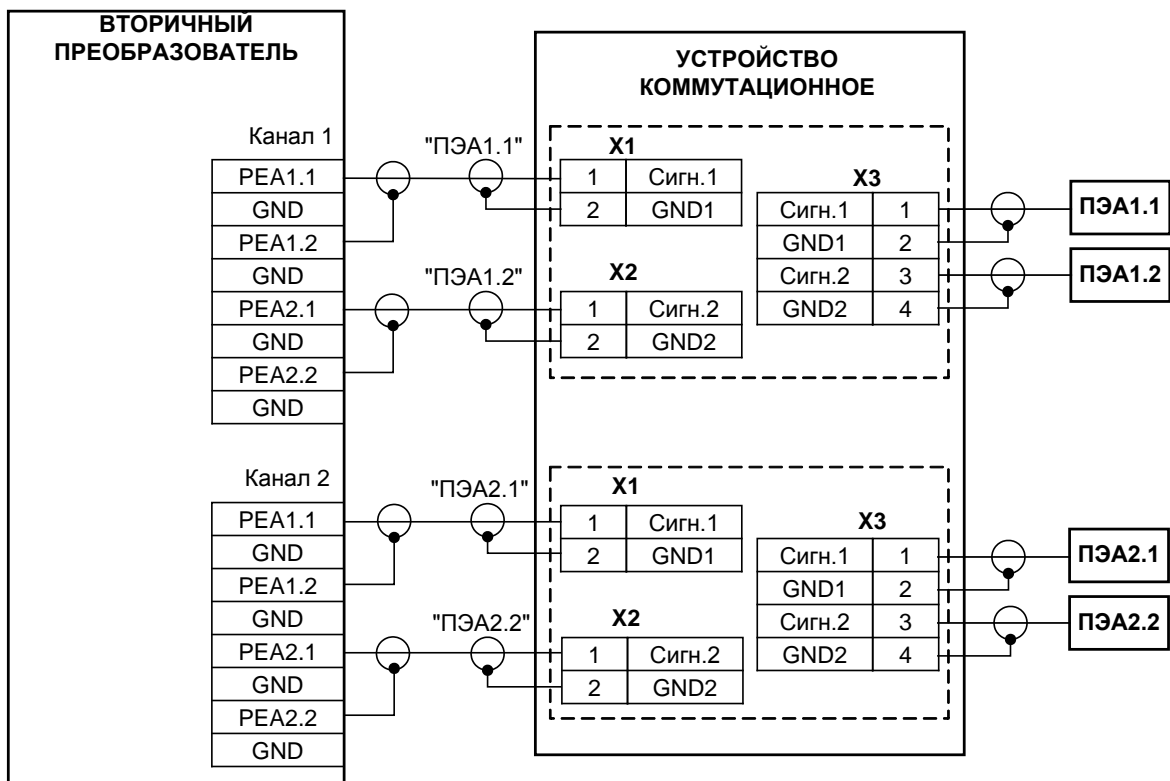 ВТОРИЧНЫЙ
ПРЕОБРАЗОВАТЕЛЬ
УСТРОЙСТВО
КОММУТАЦИОННОЕ
Канал 1
PEA1.1
GND
PEA1.2
GND
PEA2.1
GND
PEA2.2
GND
"ПЭА1.1"
"ПЭА1.2"
X1
1 Сигн.1
2 GND1
X2
1 Сигн.2
2 GND2
X3
Сигн.1 1
GND1 2
Сигн.2 3
GND2 4
ПЭА1.1
ПЭА1.2
Канал 2
PEA1.1
GND
PEA1.2
GND
PEA2.1
GND
PEA2.2
GND
"ПЭА2.1"
"ПЭА2.2"
X1
1 Сигн.1
2 GND1
X2
1 Сигн.2
2 GND2
X3
Сигн.1 1
GND1 2
Сигн.2 3
GND2 4
ПЭА2.1
ПЭА2.2